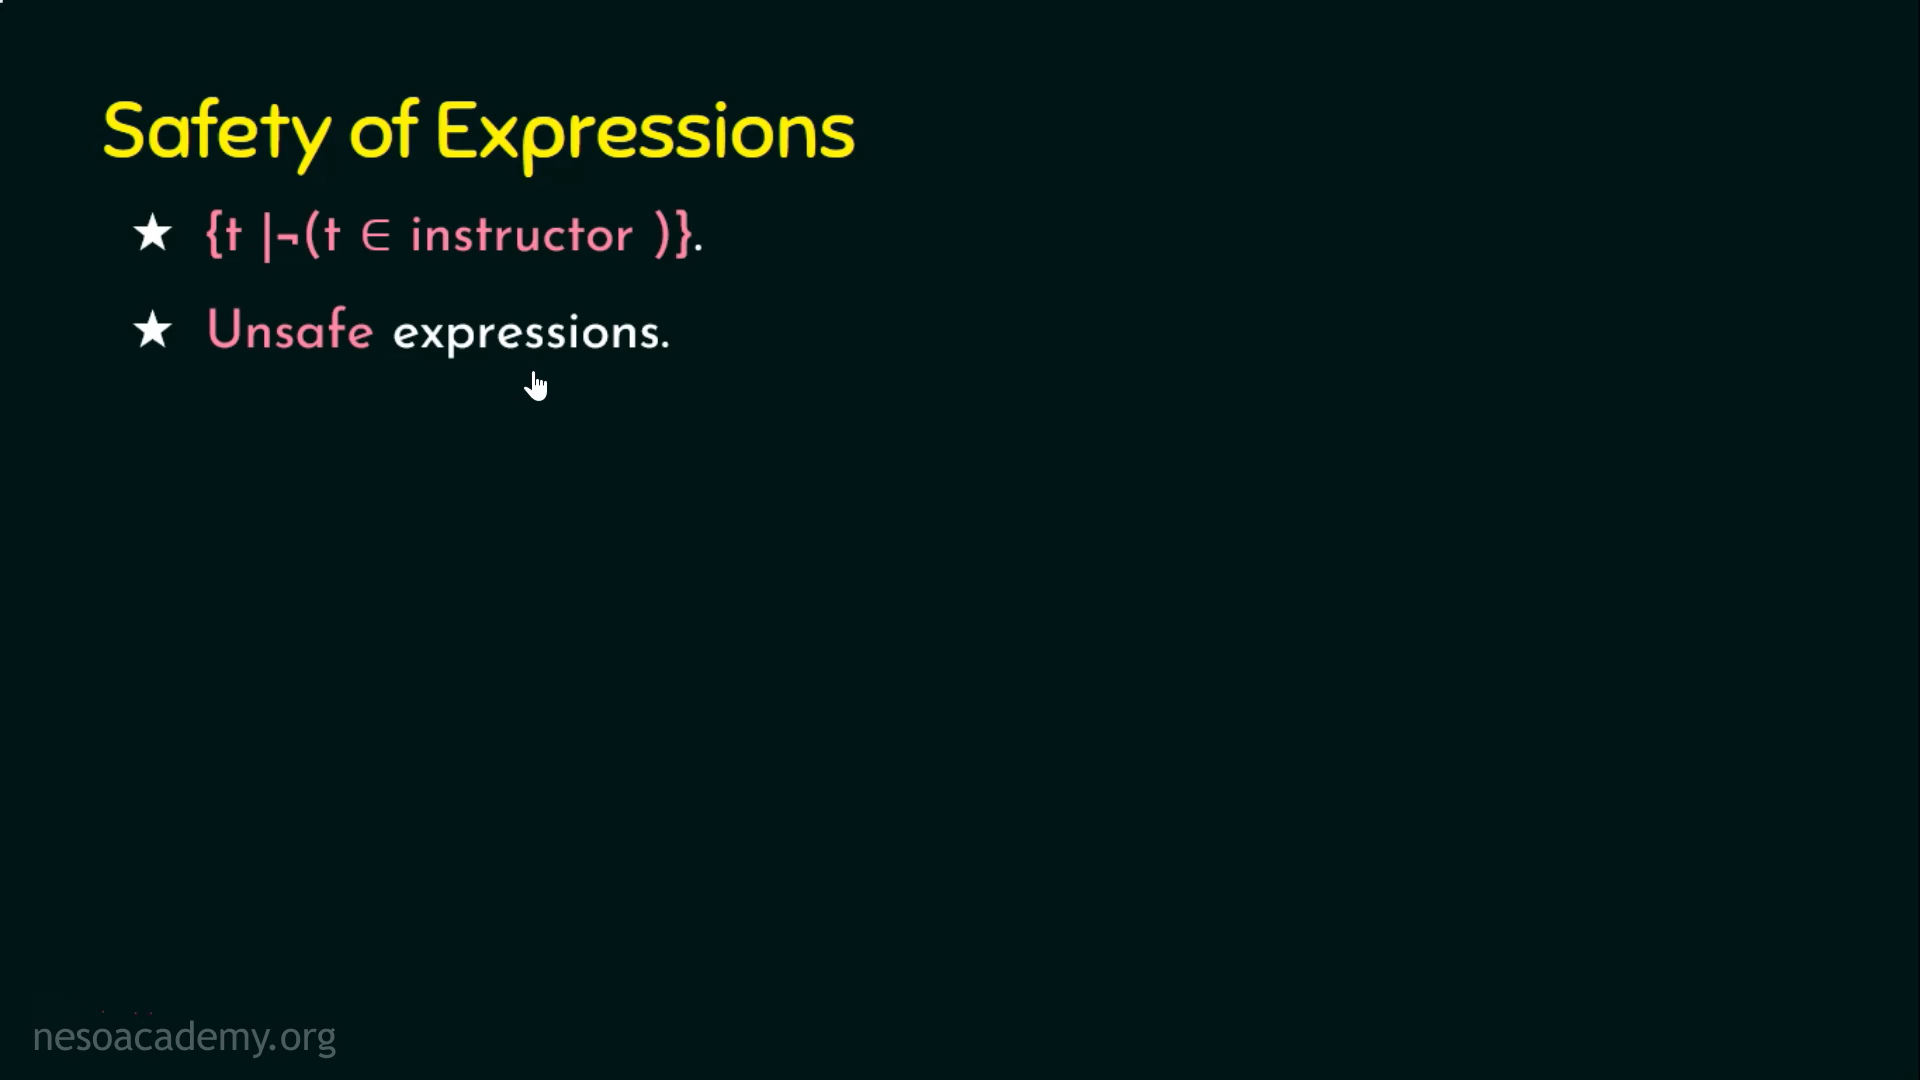 Safety of Expressions
★ {t |¬(t ∈ instructor )}.
★ Unsafe expressions.
nesoacademy.org